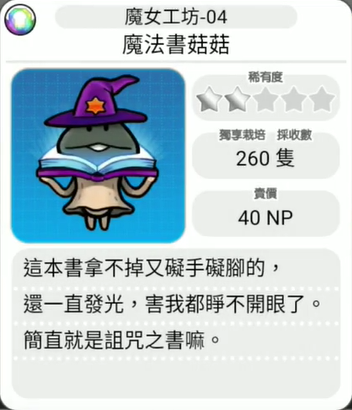 魔女工坊-04
魔法書菇菇
稀有度
獨享栽培　採收數
260 隻
賣價
40 NP
這本書拿不掉又礙手礙腳的，
還一直發光，害我都睜不開眼了。
簡直就是詛咒之書嘛。